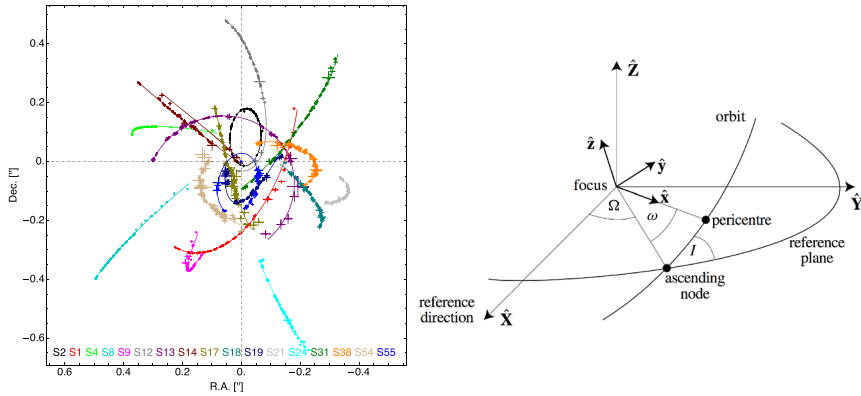 0.4
0.2
0.
-0.2
-0.4
-0.6
Dec. ["]
S2 S1 S4 S8 S9 S12 S13 S14 S17 S18 S19 S21 S24 S31 S38 S54 S55
0.6 0.4 0.2 0. -0.2 -0.4
R.A. ["]
Ẑ
orbit
ẑ
ŷ
focus
x̂
Ŷ
Ω
ω
pericentre
I
reference
plane
ascending
node
reference
direction
X̂